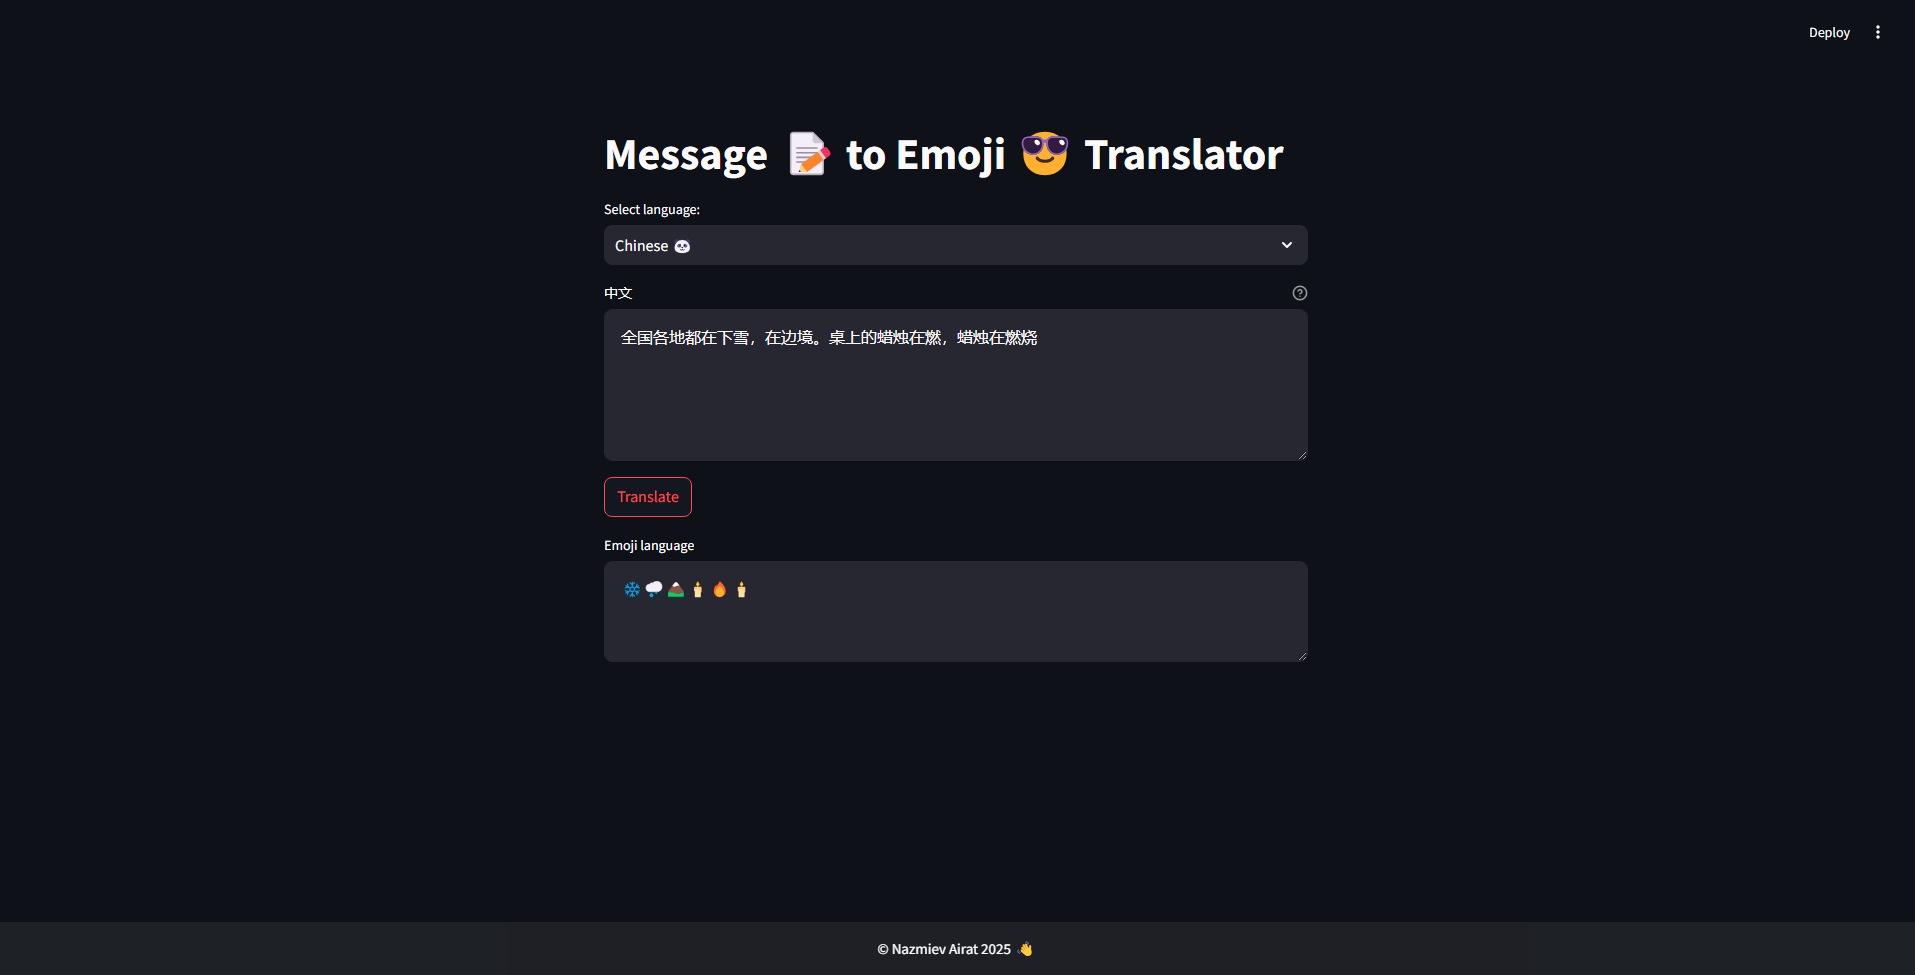 Deploy
Message 📝 to Emoji 😎 Translator
Select language:
Chinese 🐼
中文
全国各地都在下雪，在边境。桌上的蜡烛在燃，蜡烛在燃烧
Translate
Emoji language
❄️🌨️🏔️🕯️🔥🕯️
© Nazmiev Airat 2025 👋